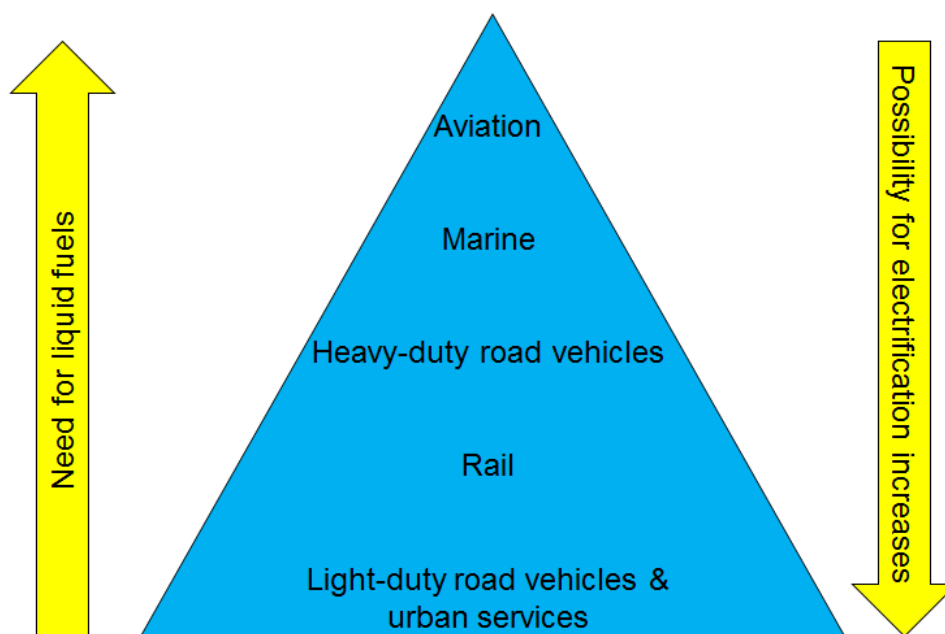 Need for liquid fuels
Aviation
Marine
Heavy-duty road vehicles
Rail
Light-duty road vehicles &
urban services
Possibility for electrification increases